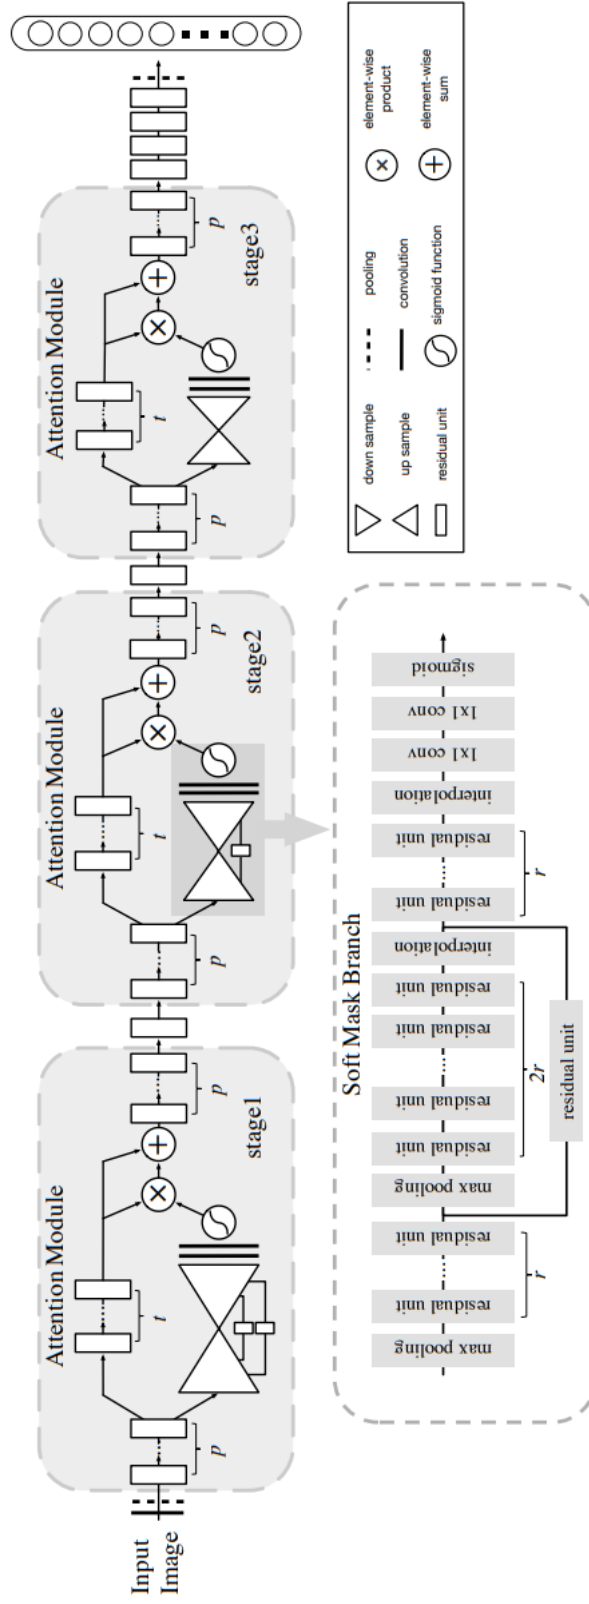 Input
Image
Attention Module
p
t
p
stage1
Attention Module
p
t
p
stage2
Attention Module
p
t
p
stage3
Soft Mask Branch
max pooling
residual unit
residual unit
r
max pooling
residual unit
residual unit
residual unit
residual unit
2r
interpolation
residual unit
residual unit
residual unit
r
interpolation
1x1 conv
1x1 conv
sigmoid
down sample
up sample
residual unit
pooling
convolution
sigmoid function
element-wise
product
element-wise
sum